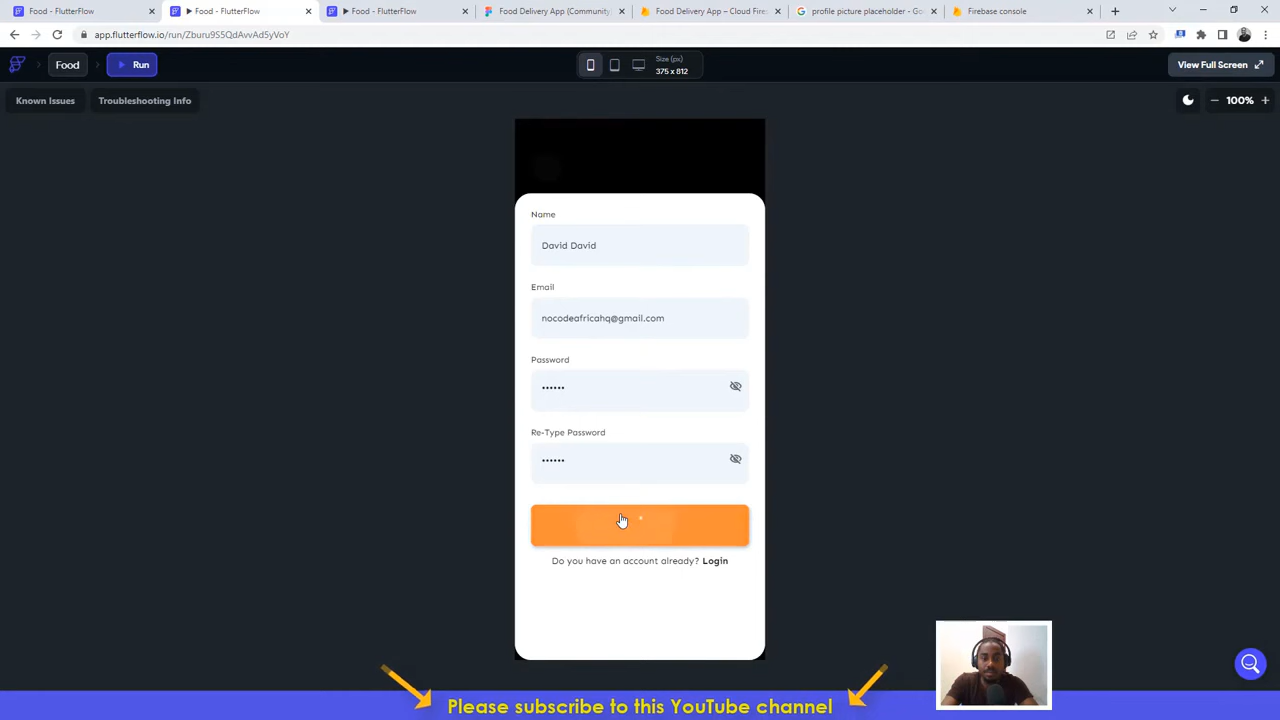 Food - FlutterFlow
Food - FlutterFlow
Food - FlutterFlow
Food Delivery App (Community)
Food Delivery App – Cloud Fire
profile picture placeholder - Go
Firebase console
app.flutterflow.io/run/Zburu9S5QdAvvAd5yVoY
Food
Run
Size (px)
375 x 812
View Full Screen
Known Issues
Troubleshooting Info
100%
Name
David David
Email
nocodeafricahq@gmail.com
Password
••••••
Re-Type Password
••••••
Do you have an account already? Login
Please subscribe to this YouTube channel